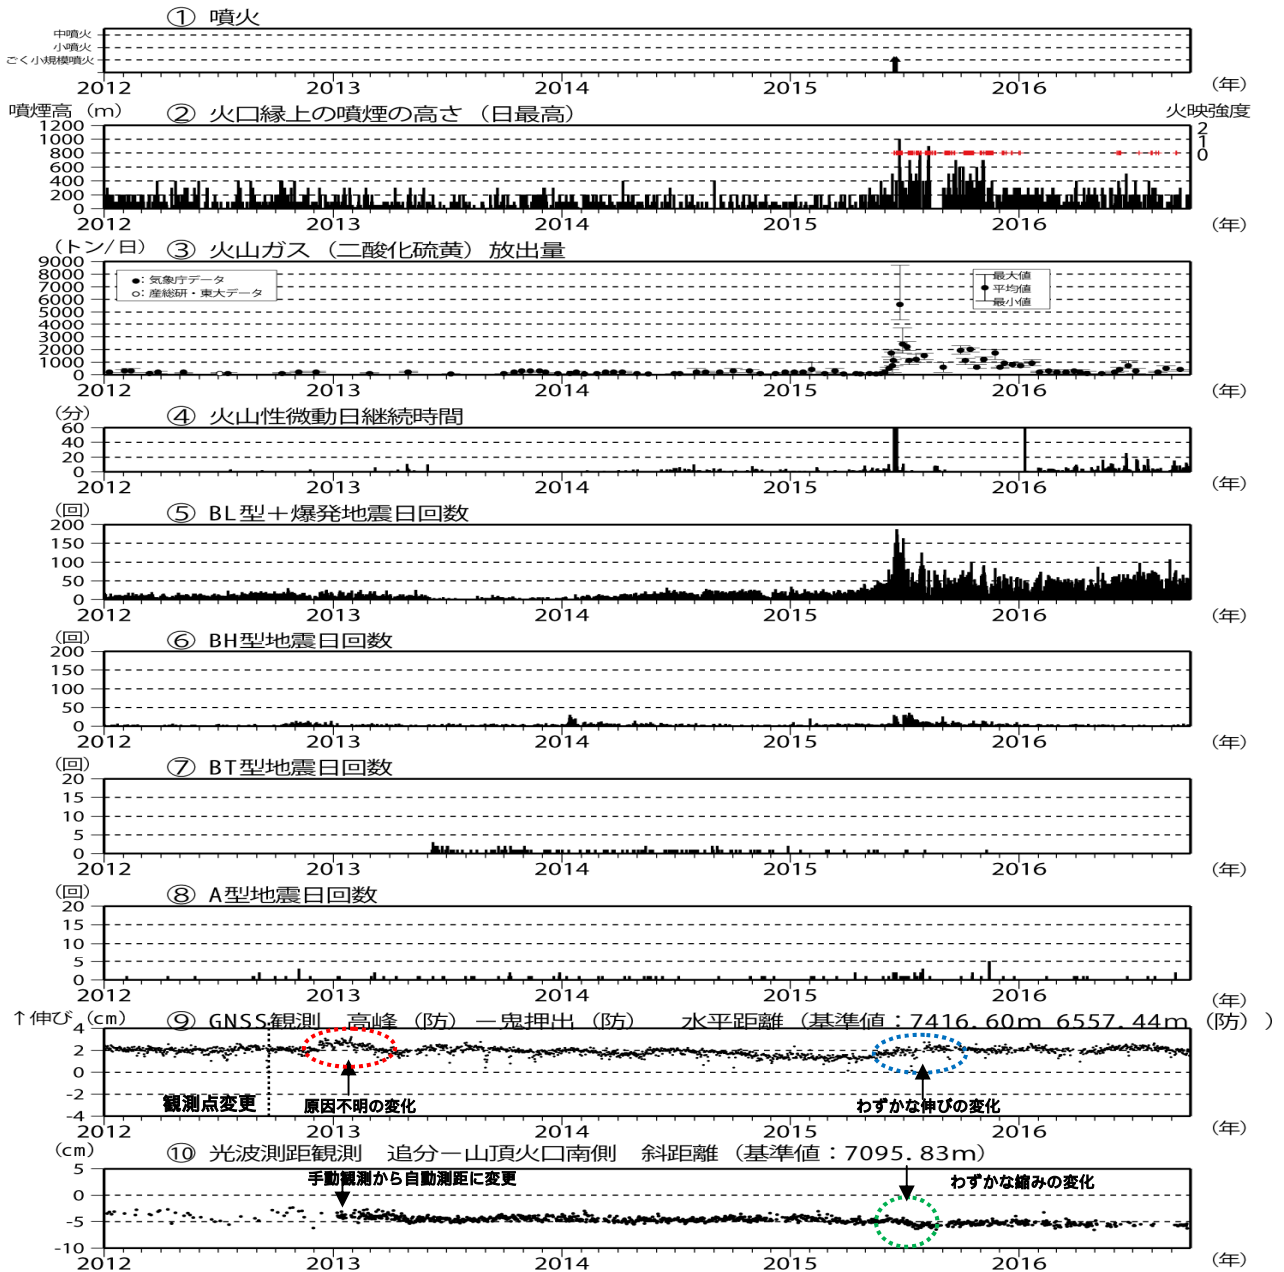 ① 噴火
中噴火
小噴火
ごく小規模噴火
2012 2013 2014 2015 2016 (年)
噴煙高 (m) ② 火口縁上の噴煙の高さ (日最高) 火映強度
1200
1000
800
600
400
200
0
2
1
0
2012 2013 2014 2015 2016 (年)
(トン/日) ③ 火山ガス (二酸化硫黄) 放出量
9000
8000
7000
6000
5000
4000
3000
2000
1000
0
●: 気象庁データ
○: 産総研・東大データ
最大値
平均値
最小値
2012 2013 2014 2015 2016 (年)
(分) ④ 火山性微動日継続時間
60
40
20
0
2012 2013 2014 2015 2016 (年)
(回) ⑤ BL型＋爆発地震日回数
200
150
100
50
0
2012 2013 2014 2015 2016 (年)
(回) ⑥ BH型地震日回数
200
150
100
50
0
2012 2013 2014 2015 2016 (年)
(回) ⑦ BT型地震日回数
20
15
10
5
0
2012 2013 2014 2015 2016 (年)
(回) ⑧ A型地震日回数
20
15
10
5
0
2012 2013 2014 2015 2016 (年)
↑伸び (cm) ⑨ GNSS観測 高峰 (防) －鬼押出 (防) 水平距離 (基準値：7416.60m 6557.44m (防) )
4
2
0
-2
-4
観測点変更
原因不明の変化
わずかな伸びの変化
2012 2013 2014 2015 2016 (年)
(cm) ⑩ 光波測距観測 追分－山頂火口南側 斜距離 (基準値：7095.83m)
5
0
-5
-10
手動観測から自動測距に変更
わずかな縮みの変化
2012 2013 2014 2015 2016 (年)